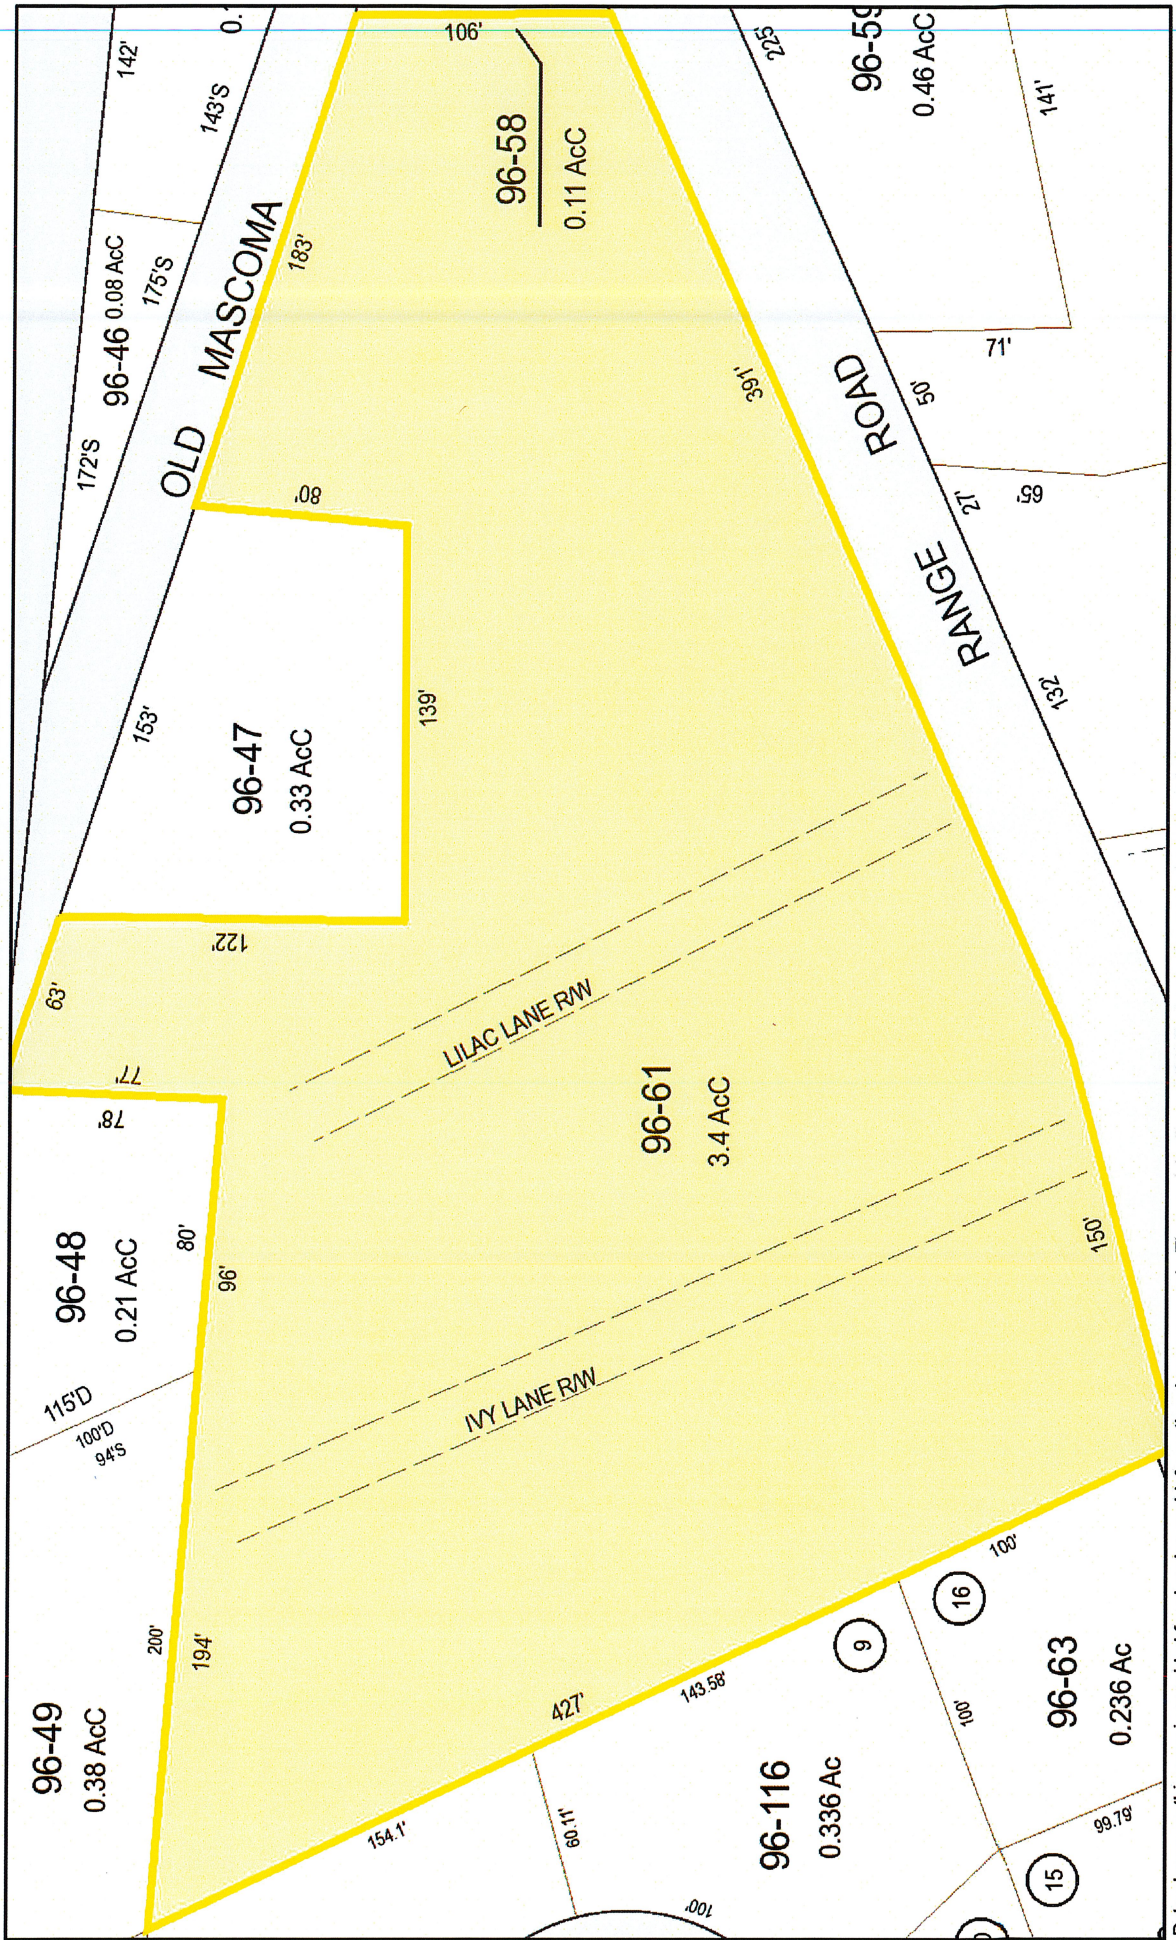 96-49
0.38 AcC
115'D
100'D
94'S
96-48
0.21 AcC
78'
77'
63'
153'
172'S
96-46 0.08 AcC
175'S
143'S
142'
0.
OLD MASCOMA
183'
106'
200'
194'
80'
96'
122'
96-47
0.33 AcC
139'
80'
96-58
0.11 AcC
154.1'
427'
143.58'
100'
IVY LANE R/W
LILAC LANE R/W
96-61
3.4 AcC
391'
150'
RANGE ROAD
225'
50'
27'
132'
96-59
0.46 AcC
141'
71'
65'
60.11'
100'
96-116
0.336 Ac
9
16
100'
96-63
0.236 Ac
99.79'
15